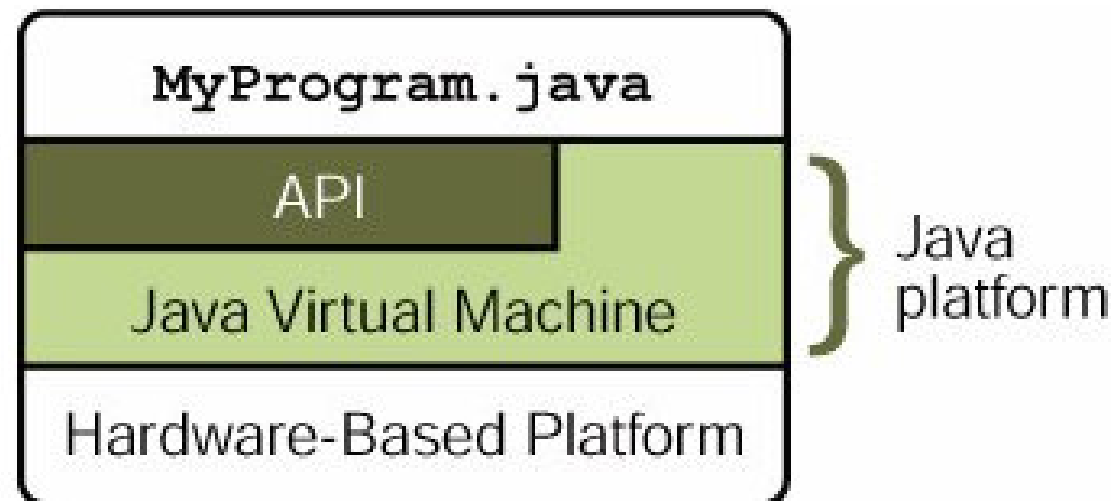 MyProgram.java
API
Java Virtual Machine
Hardware-Based Platform
Java
platform